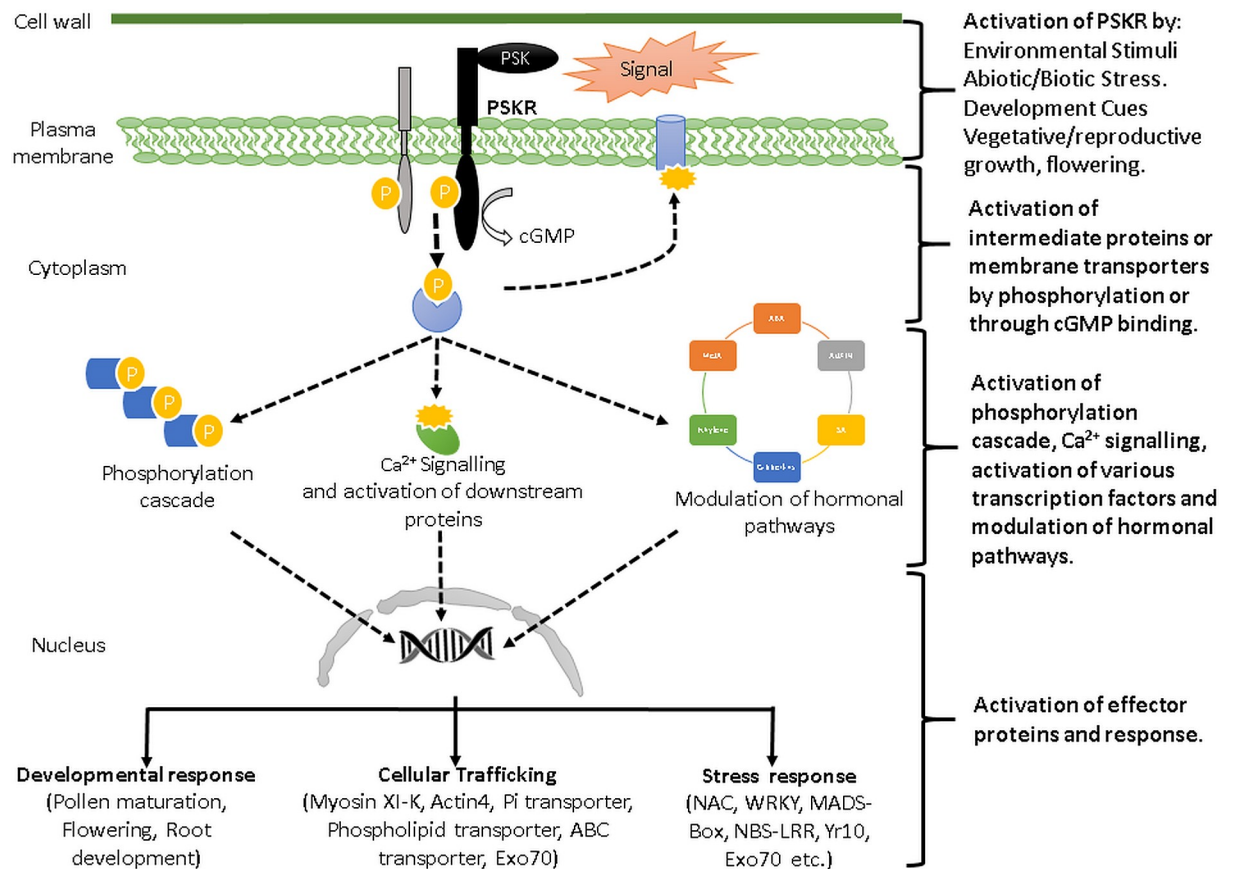 Cell wall
PSK
Signal
PSKR
Plasma
membrane
P
P
cGMP
Cytoplasm
P
P
P
P
ABA
SA
Phosphorylation
cascade
Ca²⁺ Signalling
and activation of downstream
proteins
Modulation of hormonal
pathways
Nucleus
Developmental response
(Pollen maturation,
Flowering, Root
development)
Cellular Trafficking
(Myosin XI-K, Actin4, Pi transporter,
Phospholipid transporter, ABC
transporter, Exo70)
Stress response
(NAC, WRKY, MADS-
Box, NBS-LRR, Yr10,
Exo70 etc.)
Activation of PSKR by:
Environmental Stimuli
Abiotic/Biotic Stress.
Development Cues
Vegetative/reproductive
growth, flowering.
Activation of
intermediate proteins or
membrane transporters
by phosphorylation or
through cGMP binding.
Activation of
phosphorylation
cascade, Ca²⁺ signalling,
activation of various
transcription factors and
modulation of hormonal
pathways.
Activation of effector
proteins and response.